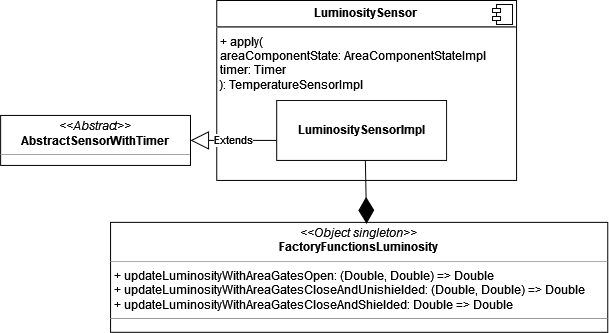 LuminositySensor
+ apply(
areaComponentState: AreaComponentStateImpl
timer: Timer
): TemperatureSensorImpl
LuminositySensorImpl
<<Abstract>>
AbstractSensorWithTimer
Extends
<<Object singleton>>
FactoryFunctionsLuminosity
+ updateLuminosityWithAreaGatesOpen: (Double, Double) => Double
+ updateLuminosityWithAreaGatesCloseAndUnishielded: (Double, Double) => Double
+ updateLuminosityWithAreaGatesCloseAndShielded: Double => Double